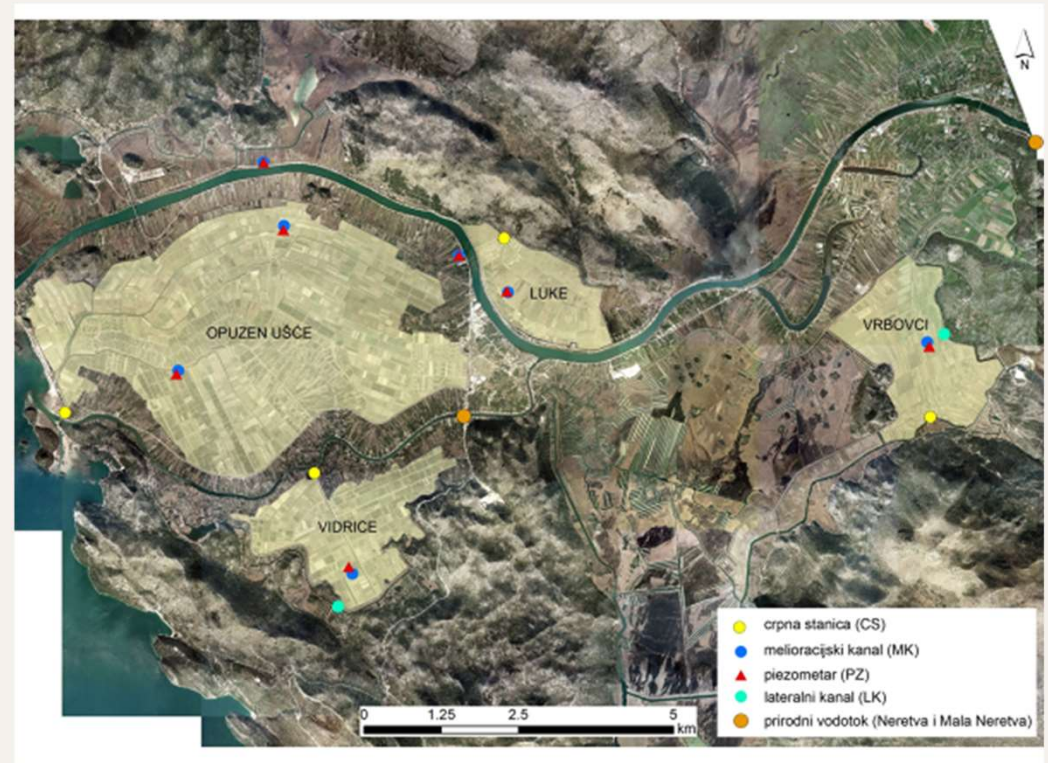 N
LUKE
VRBOVCI
OPUZEN UŠĆE
VIDRICE
crpna stanica (CS)
melioracijski kanal (MK)
piezometar (PZ)
lateralni kanal (LK)
prirodni vodotok (Neretva i Mala Neretva)
0 1.25 2.5 5
km